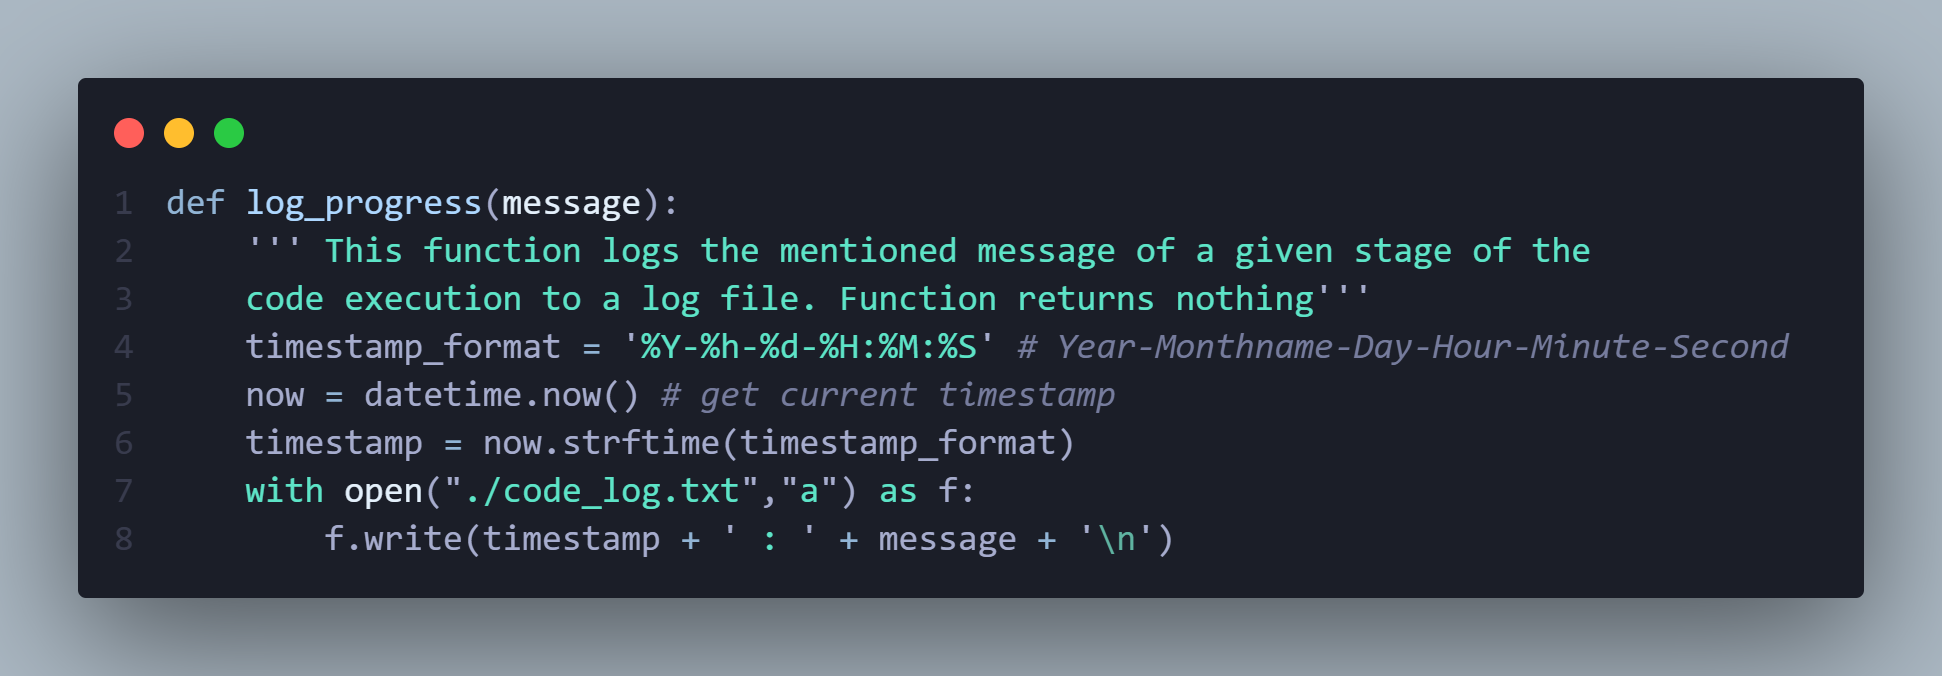 1 def log_progress(message):
2     ''' This function logs the mentioned message of a given stage of the
3     code execution to a log file. Function returns nothing'''
4     timestamp_format = '%Y-%h-%d-%H:%M:%S' # Year-Monthname-Day-Hour-Minute-Second
5     now = datetime.now() # get current timestamp
6     timestamp = now.strftime(timestamp_format)
7     with open("./code_log.txt","a") as f:
8         f.write(timestamp + ' : ' + message + '\n')